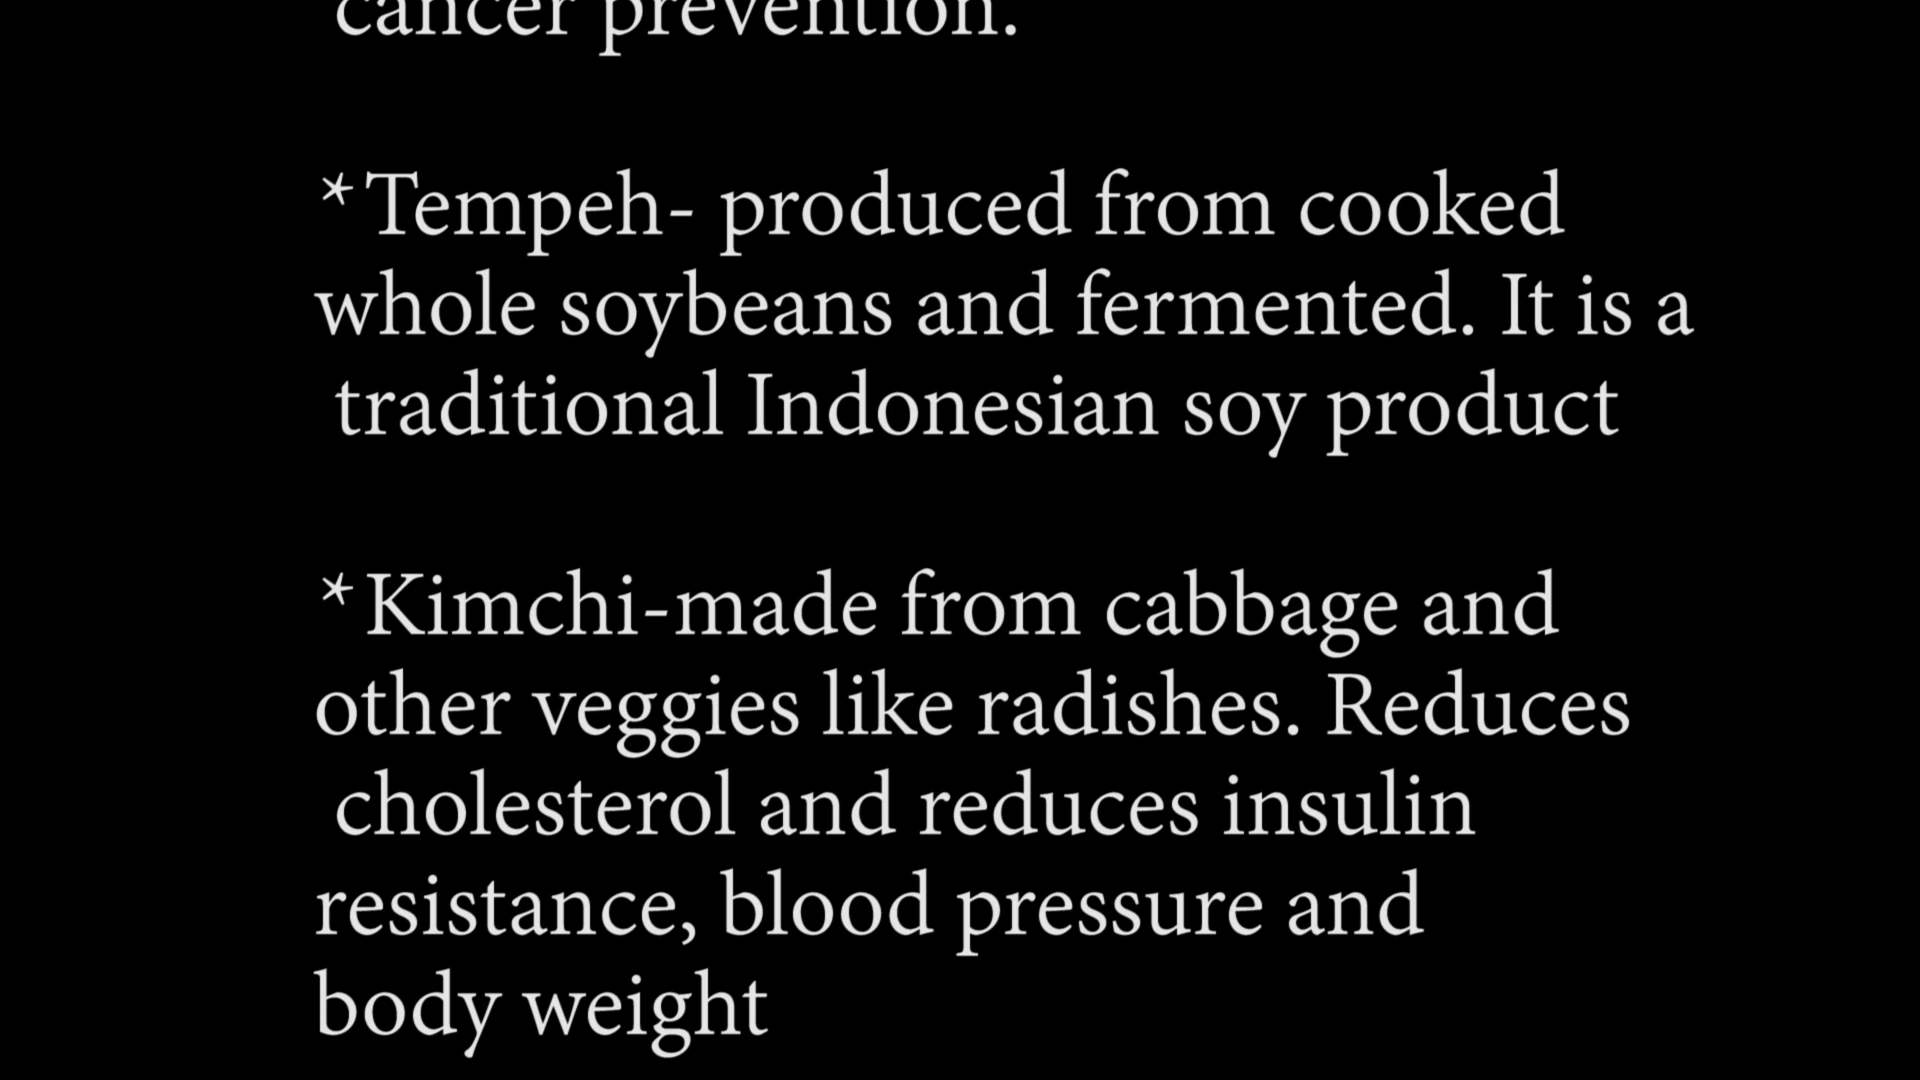 cancer prevention.
*Tempeh- produced from cooked
whole soybeans and fermented. It is a
traditional Indonesian soy product
*Kimchi-made from cabbage and
other veggies like radishes. Reduces
cholesterol and reduces insulin
resistance, blood pressure and
body weight